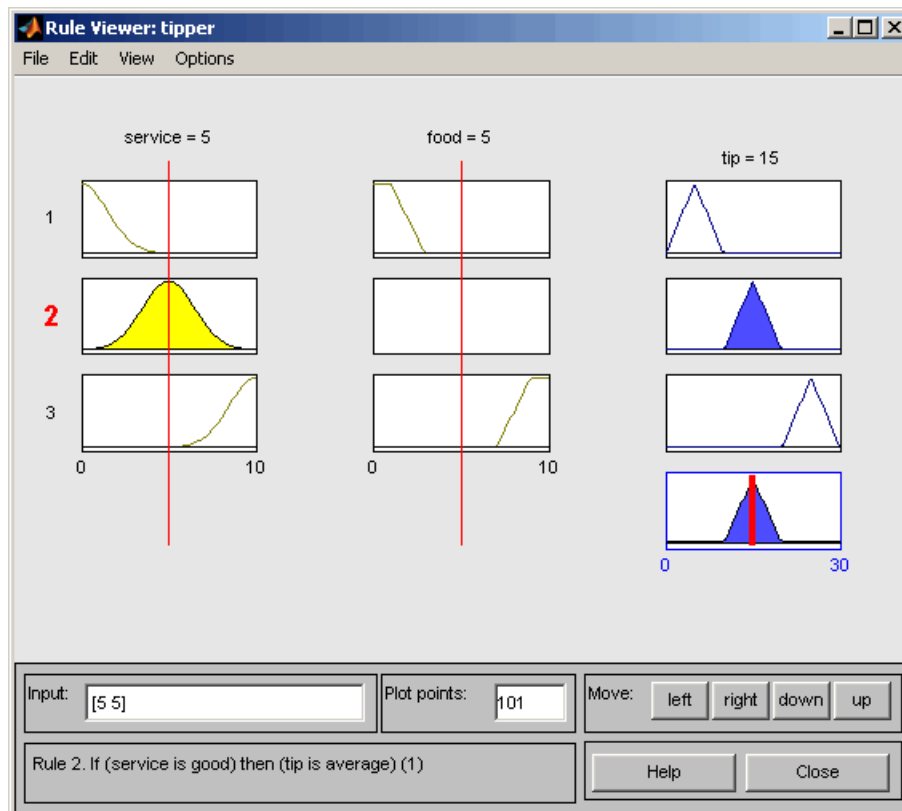 Rule Viewer: tipper
File Edit View Options
service = 5
food = 5
tip = 15
1
2
3
0 10
0 10
0 30
Input:
[5 5]
Plot points:
101
Move:
left right down up
Rule 2. If (service is good) then (tip is average) (1)
Help
Close